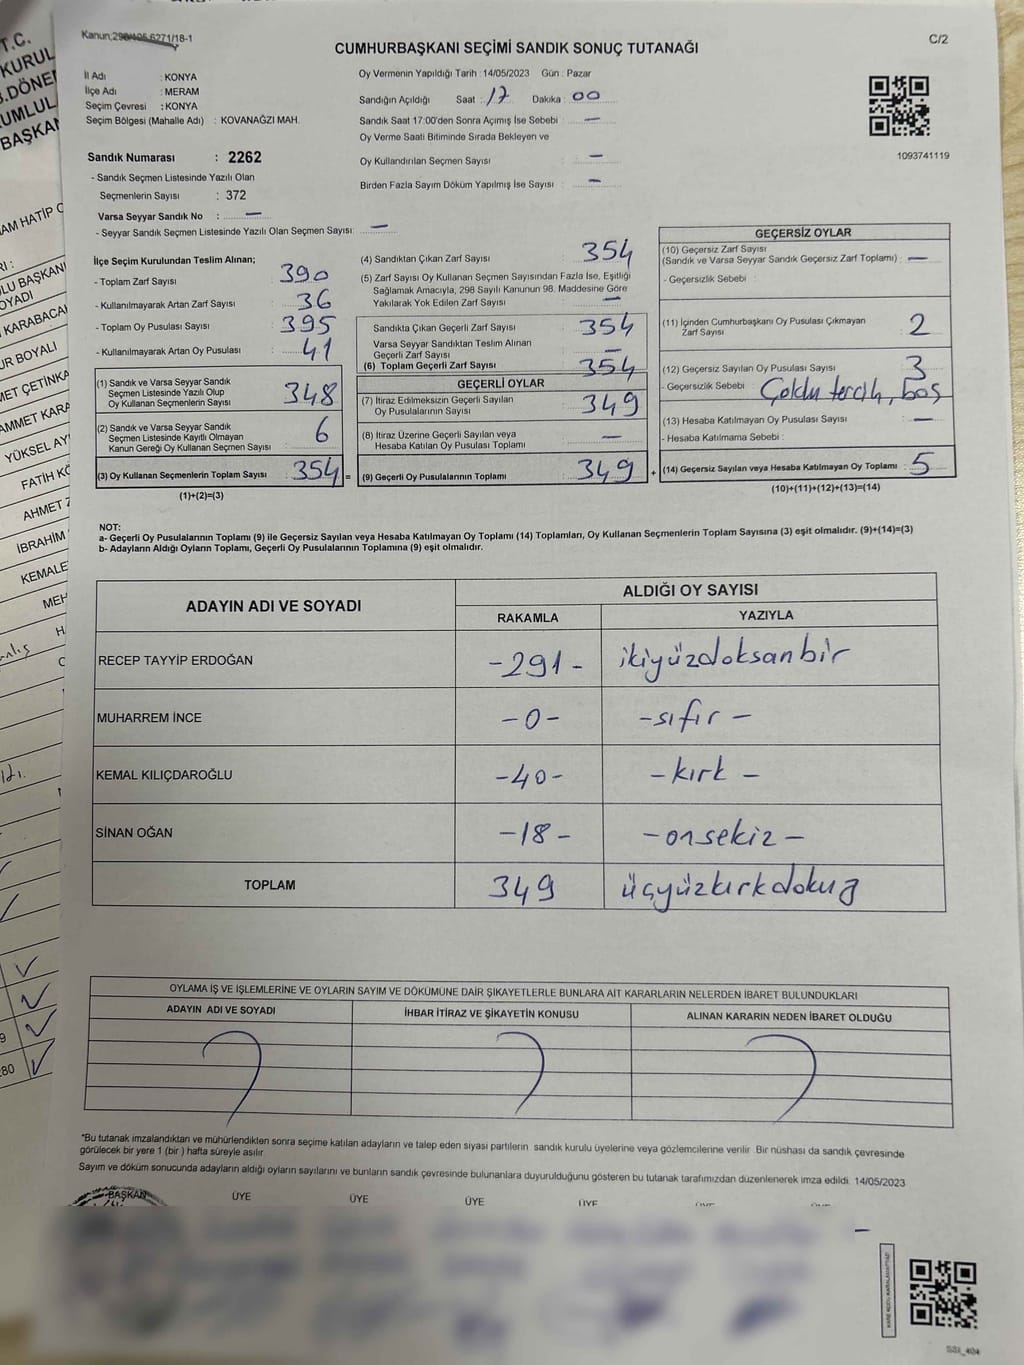 Kanun;298/195-6271/18-1
CUMHURBAŞKANI SEÇİMİ SANDIK SONUÇ TUTANAĞI
C/2
İl Adı : KONYA
İlçe Adı : MERAM
Seçim Çevresi : KONYA
Seçim Bölgesi (Mahalle Adı) : KOVANAĞZI MAH.
Sandık Numarası : 2262
- Sandık Seçmen Listesinde Yazılı Olan
Seçmenlerin Sayısı : 372
Varsa Seyyar Sandık No : —
- Seyyar Sandık Seçmen Listesinde Yazılı Olan Seçmen Sayısı: —
Oy Vermenin Yapıldığı Tarih : 14/05/2023 Gün : Pazar
Sandığın Açıldığı Saat : 17 Dakika : 00
Sandık Saat 17:00'den Sonra Açımış İse Sebebi : —
Oy Verme Saati Bitiminde Sırada Bekleyen ve
Oy Kullandırılan Seçmen Sayısı : —
Birden Fazla Sayım Döküm Yapılmış İse Sayısı : —
1093741119
İlçe Seçim Kurulundan Teslim Alınan;
- Toplam Zarf Sayısı : 390
- Kullanılmayarak Artan Zarf Sayısı : 36
- Toplam Oy Pusulası Sayısı : 395
- Kullanılmayarak Artan Oy Pusulası : 41
(1) Sandık ve Varsa Seyyar Sandık
Seçmen Listesinde Yazılı Olup
Oy Kullanan Seçmenlerin Sayısı : 348
(2) Sandık ve Varsa Seyyar Sandık
Seçmen Listesinde Kayıtlı Olmayan
Kanun Gereği Oy Kullanan Seçmen Sayısı : 6
(3) Oy Kullanan Seçmenlerin Toplam Sayısı : 354 =
(1)+(2)=(3)
(4) Sandıktan Çıkan Zarf Sayısı : 354
(5) Zarf Sayısı Oy Kullanan Seçmen Sayısından Fazla İse, Eşitliği
Sağlamak Amacıyla, 298 Sayılı Kanunun 98. Maddesine Göre
Yakılarak Yok Edilen Zarf Sayısı : —
Sandıkta Çıkan Geçerli Zarf Sayısı : 354
Varsa Seyyar Sandıktan Teslim Alınan
Geçerli Zarf Sayısı : —
(6) Toplam Geçerli Zarf Sayısı : 354
GEÇERLİ OYLAR
(7) İtiraz Edilmeksizin Geçerli Sayılan
Oy Pusulalarının Sayısı : 349
(8) İtiraz Üzerine Geçerli Sayılan veya
Hesaba Katılan Oy Pusulası Toplamı : —
(9) Geçerli Oy Pusulalarının Toplamı : 349 +
GEÇERSİZ OYLAR
(10) Geçersiz Zarf Sayısı
(Sandık ve Varsa Seyyar Sandık Geçersiz Zarf Toplamı) : —
- Geçersizlik Sebebi :
(11) İçinden Cumhurbaşkanı Oy Pusulası Çıkmayan
Zarf Sayısı : 2
(12) Geçersiz Sayılan Oy Pusulası Sayısı : 3
- Geçersizlik Sebebi : Çoklu tercih, boş
(13) Hesaba Katılmayan Oy Pusulası Sayısı : —
- Hesaba Katılmama Sebebi :
(14) Geçersiz Sayılan veya Hesaba Katılmayan Oy Toplamı : 5
(10)+(11)+(12)+(13)=(14)
NOT:
a- Geçerli Oy Pusulalarının Toplamı (9) ile Geçersiz Sayılan veya Hesaba Katılmayan Oy Toplamı (14) Toplamları, Oy Kullanan Seçmenlerin Toplam Sayısına (3) eşit olmalıdır. (9)+(14)=(3)
b- Adayların Aldığı Oyların Toplamı, Geçerli Oy Pusulalarının Toplamına (9) eşit olmalıdır.
ADAYIN ADI VE SOYADI
ALDIĞI OY SAYISI
RAKAMLA YAZIYLA
RECEP TAYYİP ERDOĞAN -291- ikiyüzdoksanbir
MUHARREM İNCE -0- -sıfır-
KEMAL KILIÇDAROĞLU -40- -kırk-
SİNAN OĞAN -18- -onsekiz-
TOPLAM 349 üçyüzkırkdokuz
OYLAMA İŞ VE İŞLEMLERİNE VE OYLARIN SAYIM VE DÖKÜMÜNE DAİR ŞİKAYETLERLE BUNLARA AİT KARARLARIN NELERDEN İBARET BULUNDUKLARI
ADAYIN ADI VE SOYADI İHBAR İTİRAZ VE ŞİKAYETİN KONUSU ALINAN KARARIN NEDEN İBARET OLDUĞU
*Bu tutanak imzalandıktan ve mühürlendikten sonra seçime katılan adayların ve talep eden siyasi partilerin sandık kurulu üyelerine veya gözlemcilerine verilir. Bir nüshası da sandık çevresinde
görülecek bir yere 1 (bir) hafta süreyle asılır.
Sayım ve döküm sonucunda adayların aldığı oyların sayılarını ve bunların sandık çevresinde bulunanlara duyurulduğunu gösteren bu tutanak tarafımızdan düzenlenerek imza edildi. 14/05/2023
BAŞKAN ÜYE ÜYE ÜYE ÜYE